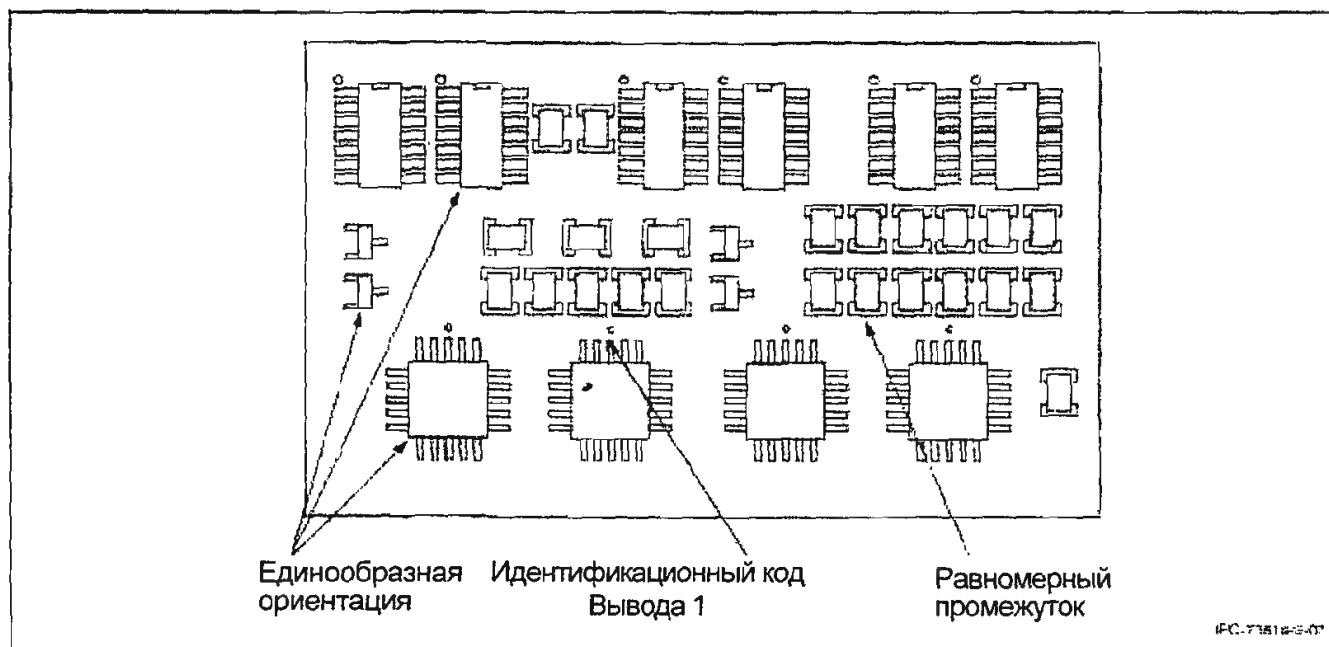 Единообразная
ориентация
Идентификационный код
Вывода 1
Равномерный
промежуток